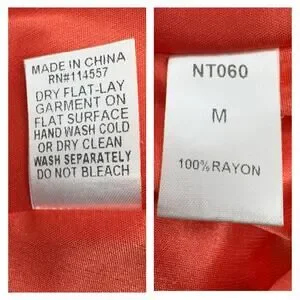 MADE IN CHINA
RN#114557
DRY FLAT-LAY
GARMENT ON
FLAT SURFACE
HAND WASH COLD
OR DRY CLEAN
WASH SEPARATELY
DO NOT BLEACH
NT060
M
100%RAYON